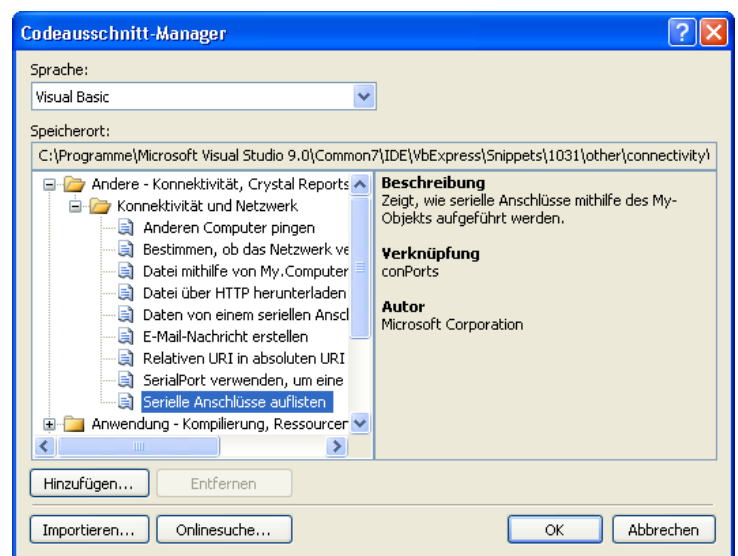 Codeausschnitt-Manager
Sprache:
Visual Basic
Speicherort:
C:\Programme\Microsoft Visual Studio 9.0\Common7\IDE\VbExpress\Snippets\1031\other\connectivity\
Andere - Konnektivität, Crystal Reports
Konnektivität und Netzwerk
Anderen Computer pingen
Bestimmen, ob das Netzwerk ve
Datei mithilfe von My.Computer
Datei über HTTP herunterladen
Daten von einem seriellen Anschl
E-Mail-Nachricht erstellen
Relativen URI in absoluten URI
SerialPort verwenden, um eine
Serielle Anschlüsse auflisten
Anwendung - Kompilierung, Ressourcen
Beschreibung
Zeigt, wie serielle Anschlüsse mithilfe des My-
Objekts aufgeführt werden.
Verknüpfung
conPorts
Autor
Microsoft Corporation
Hinzufügen...
Entfernen
Importieren...
Onlinesuche...
OK
Abbrechen